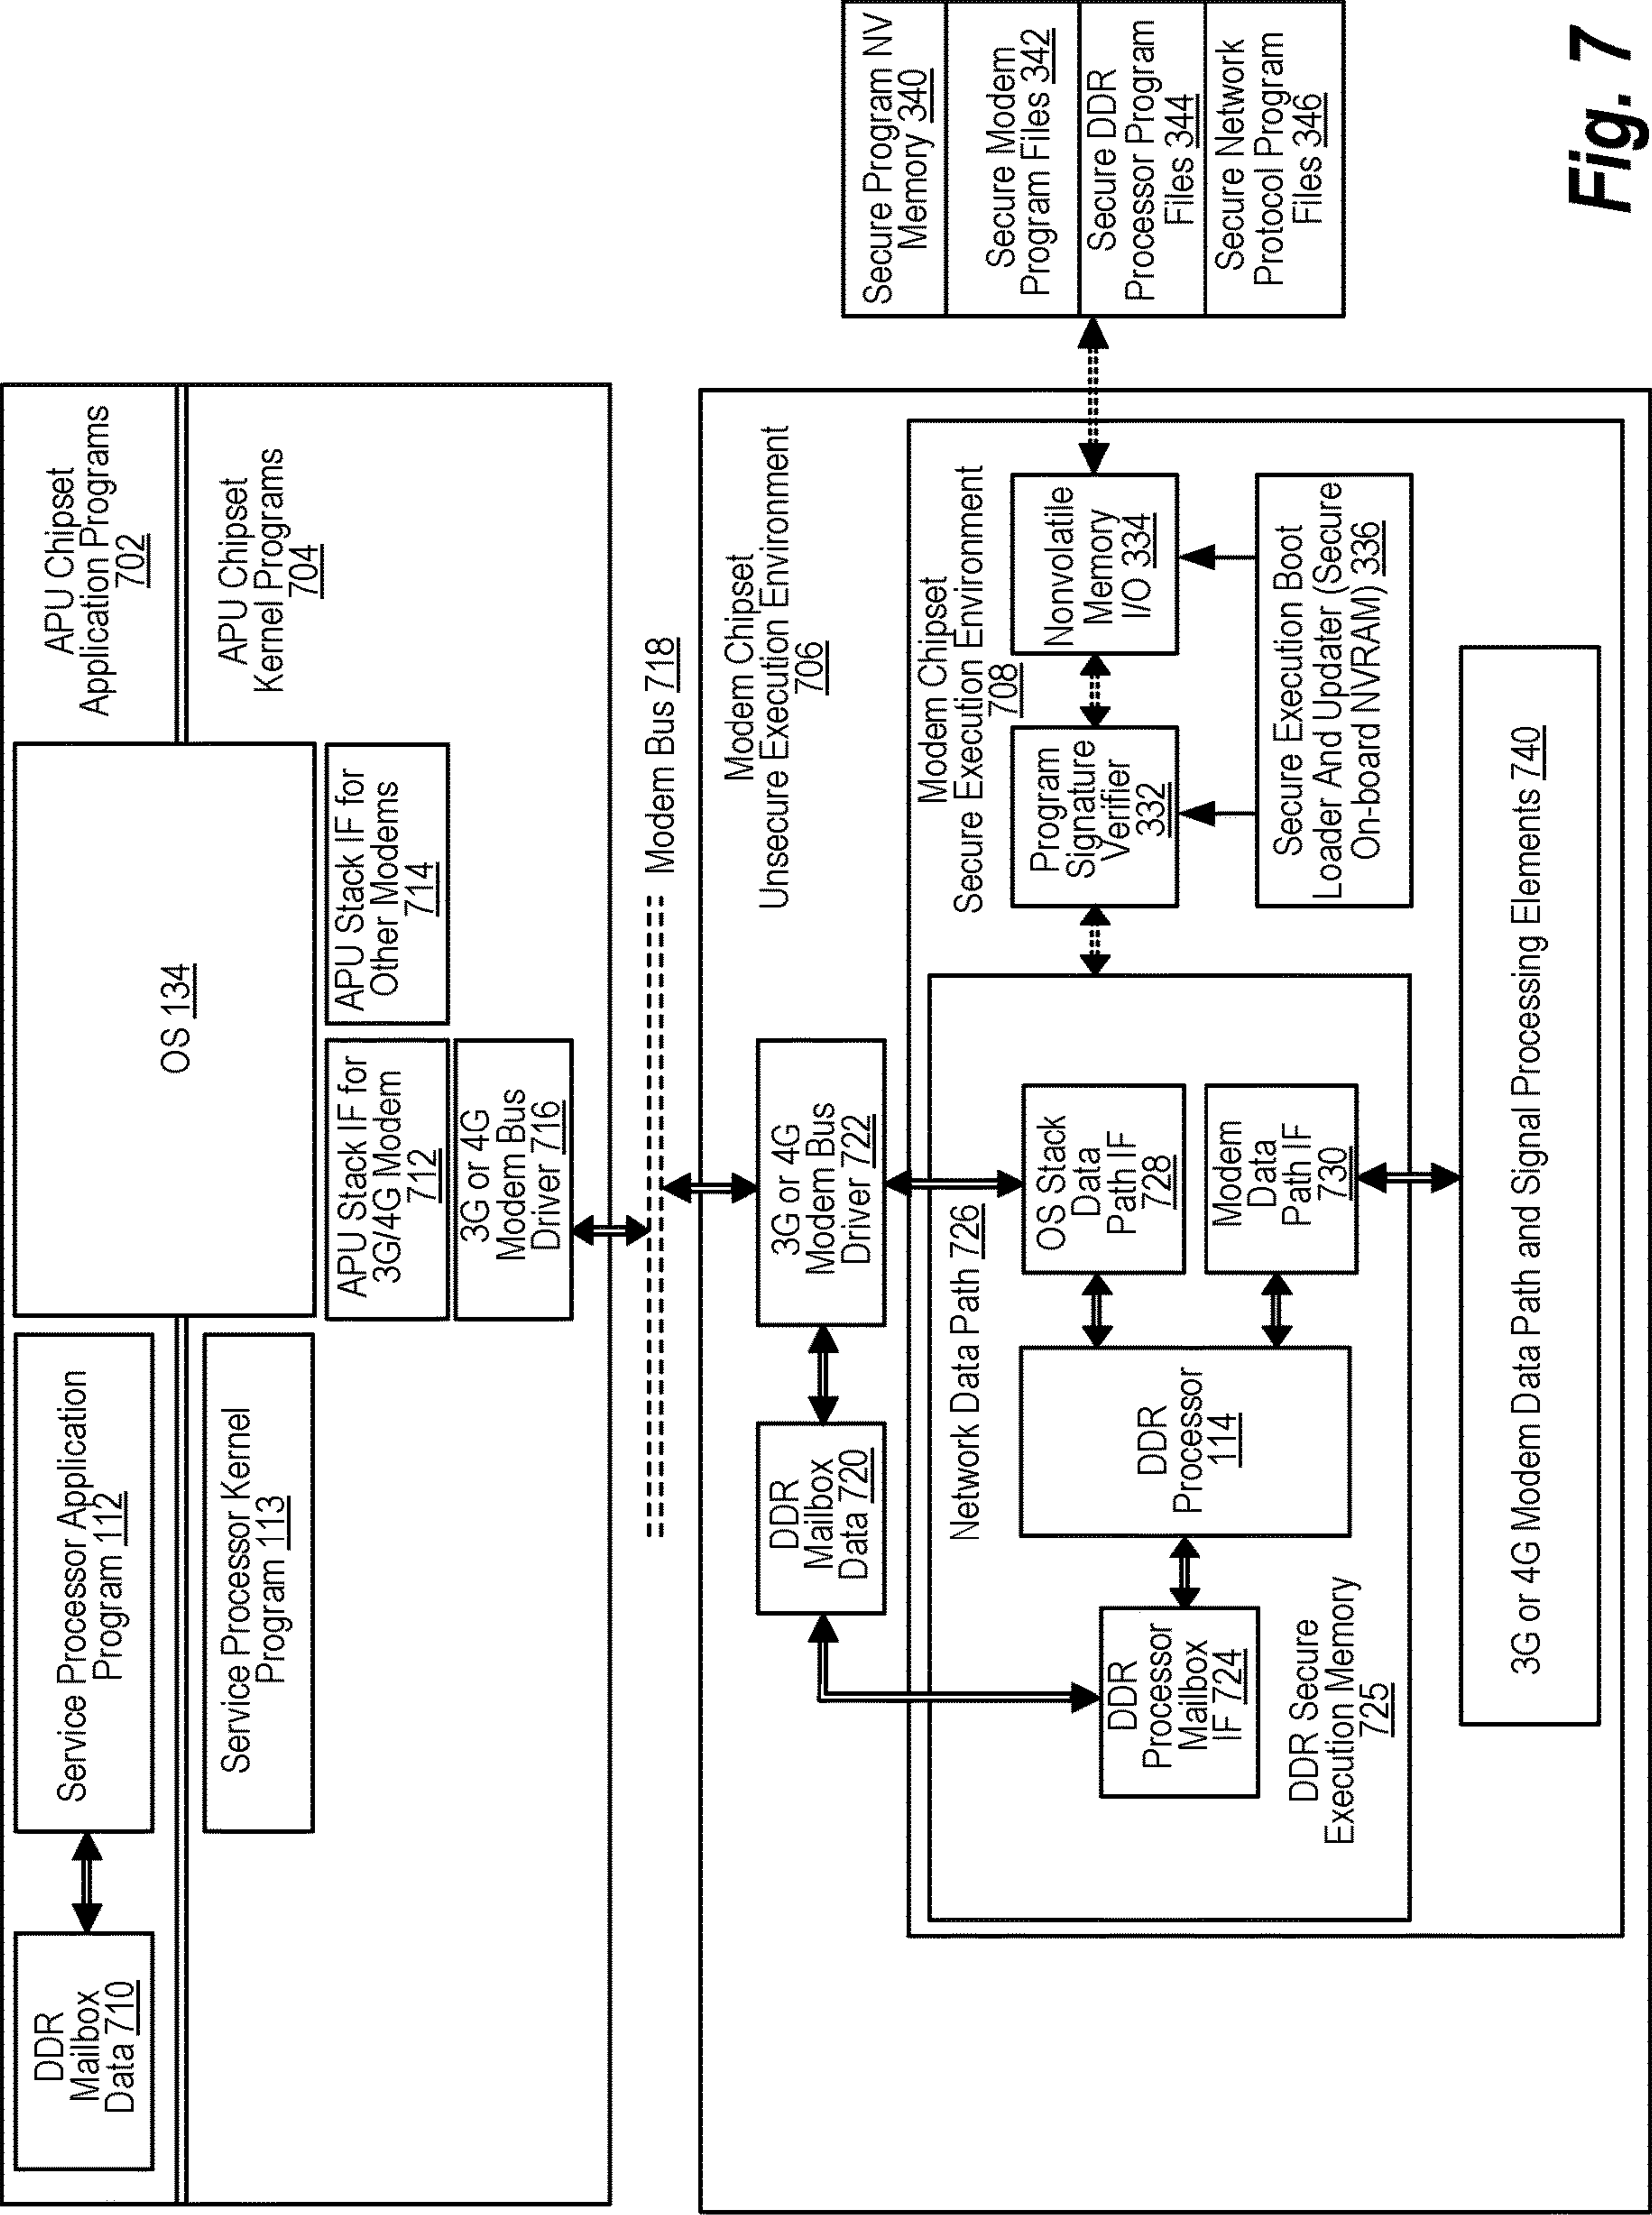 DDR
Mailbox
Data 710
Service Processor Application
Program 112
OS 134
APU Chipset
Application Programs
702
Service Processor Kernel
Program 113
APU Chipset
Kernel Programs
704
APU Stack IF for
3G/4G Modem
712
APU Stack IF for
Other Modems
714
3G or 4G
Modem Bus
Driver 716
Modem Bus 718
Modem Chipset
Unsecure Execution Environment
706
DDR
Mailbox
Data 720
3G or 4G
Modem Bus
Driver 722
Modem Chipset
Secure Execution Environment
708
Network Data Path 726
DDR
Processor
Mailbox
IF 724
DDR
Processor
114
OS Stack
Data
Path IF
728
Modem
Data
Path IF
730
DDR Secure
Execution Memory
725
Program
Signature
Verifier
332
Nonvolatile
Memory
I/O 334
Secure Execution Boot
Loader And Updater (Secure
On-board NVRAM) 336
3G or 4G Modem Data Path and Signal Processing Elements 740
Secure Program NV
Memory 340
Secure Modem
Program Files 342
Secure DDR
Processor Program
Files 344
Secure Network
Protocol Program
Files 346
Fig. 7